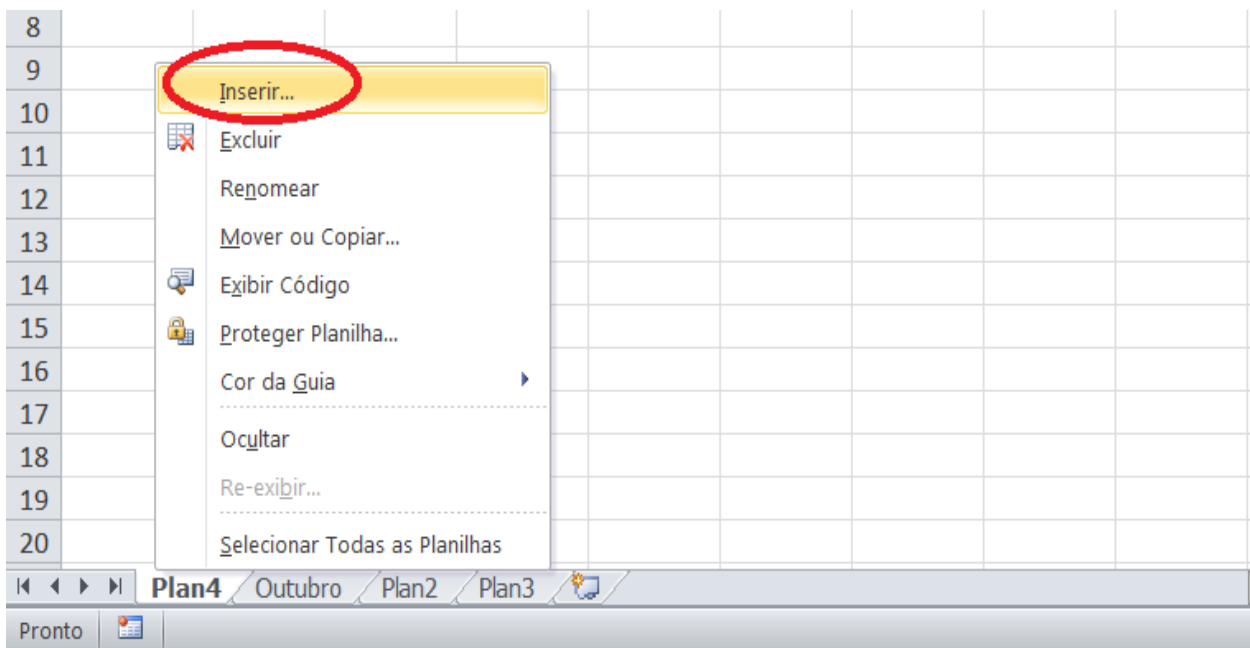 8
9
Inserir...
10
Excluir
11
Renomear
12
Mover ou Copiar...
13
14
Exibir Código
15
Proteger Planilha...
16
Cor da Guia
17
Ocultar
18
Re-exibir...
19
20
Selecionar Todas as Planilhas
Plan4 Outubro Plan2 Plan3
Pronto